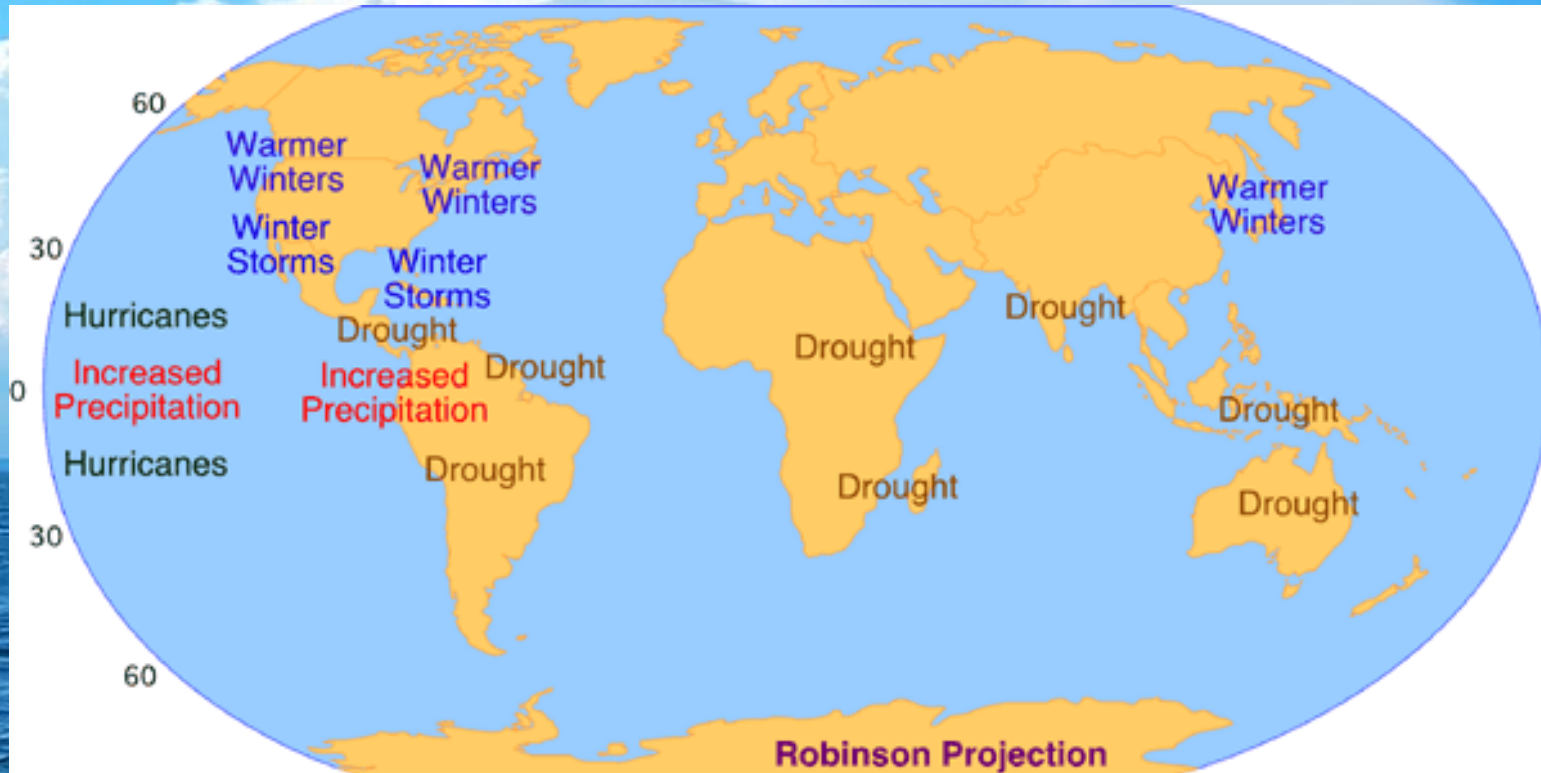 60
Warmer
Winters
Warmer
Winters
Warmer
Winters
Winter
Storms
30
Winter
Storms
Hurricanes
Drought
Drought
Drought
Drought
Increased
Precipitation
0
Increased
Precipitation
Drought
Hurricanes
Drought
Drought
Drought
30
60
Robinson Projection